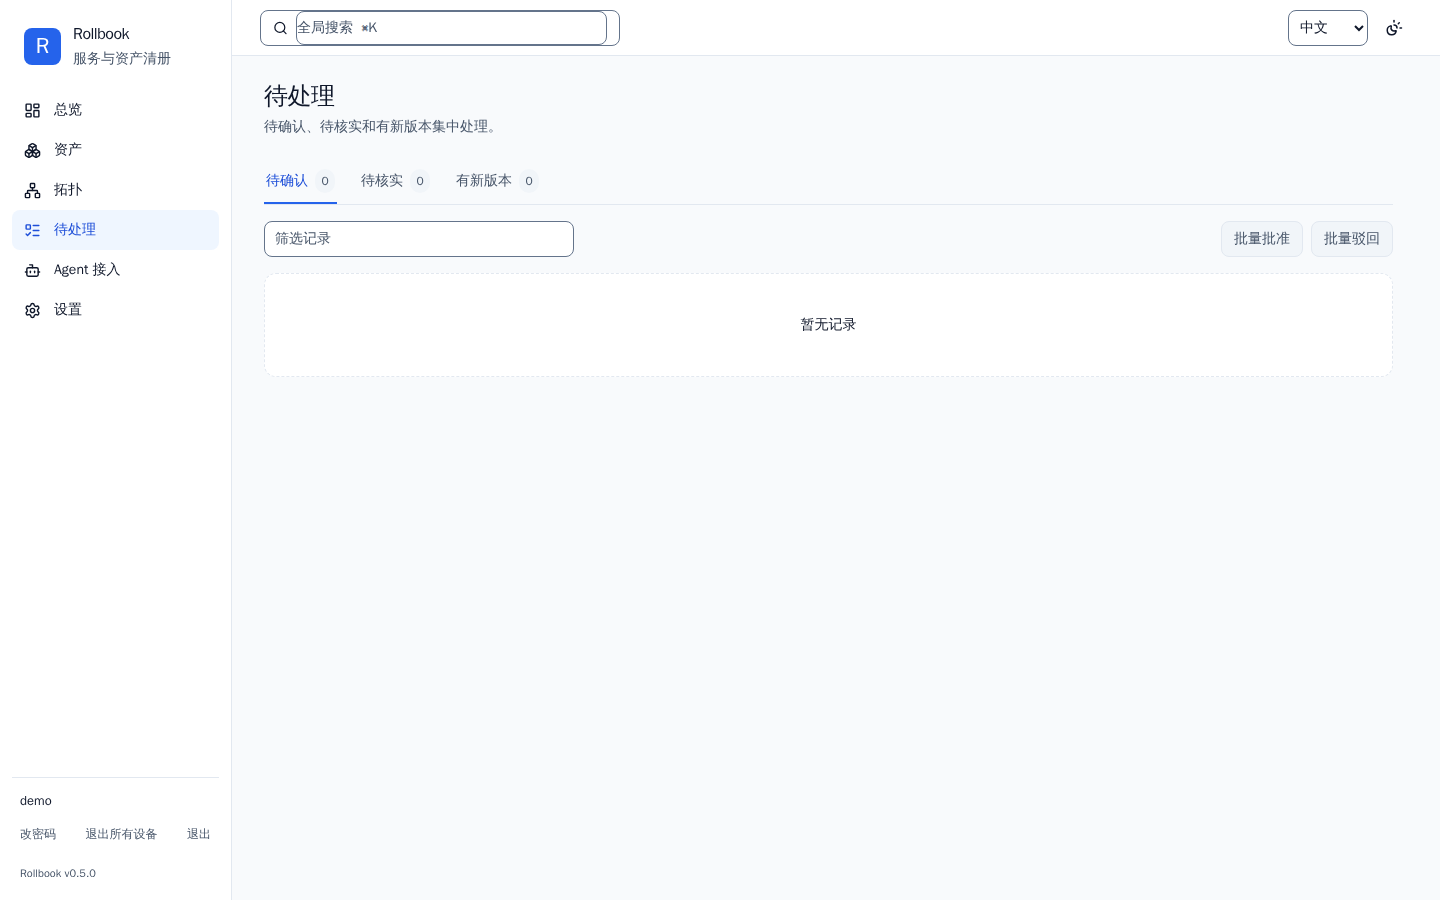 R
Rollbook
服务与资产清册
总览
资产
拓扑
待处理
Agent 接入
设置
demo
改密码 退出所有设备 退出
Rollbook v0.5.0
全局搜索 ⌘K
中文
待处理
待确认、待核实和有新版本集中处理。
待确认 0 待核实 0 有新版本 0
筛选记录
批量批准 批量驳回
暂无记录